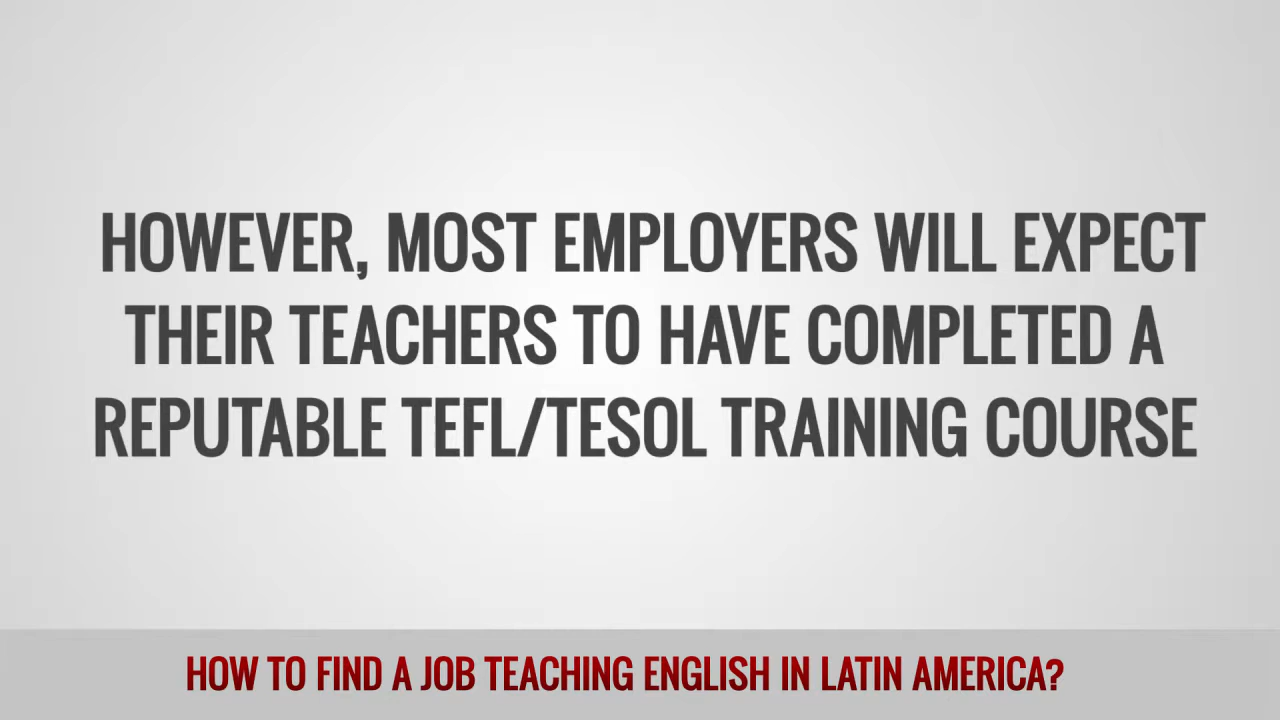 HOWEVER, MOST EMPLOYERS WILL EXPECT
THEIR TEACHERS TO HAVE COMPLETED A
REPUTABLE TEFL/TESOL TRAINING COURSE
HOW TO FIND A JOB TEACHING ENGLISH IN LATIN AMERICA?